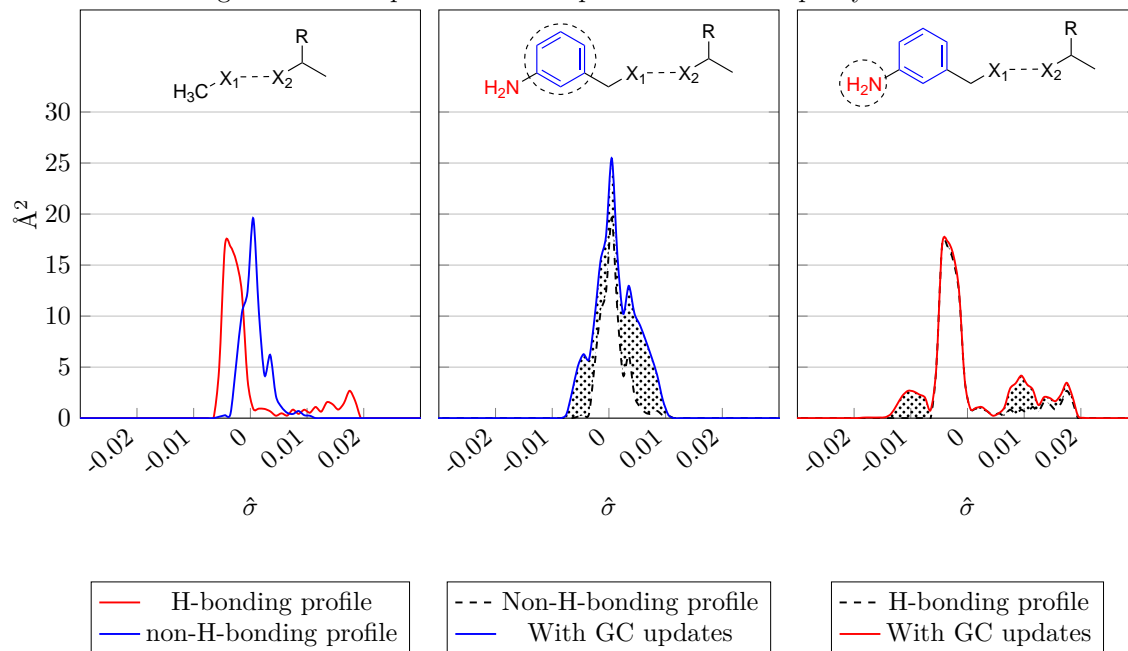 R
X1
X2
H3C
R
X1
X2
H2N
R
X1
X2
H2N
30
25
20
15
10
5
0
Å2
-0.02
-0.01
0
0.01
0.02
-0.02
-0.01
0
0.01
0.02
-0.02
-0.01
0
0.01
0.02
σ̂
σ̂
σ̂
H-bonding profile
non-H-bonding profile
Non-H-bonding profile
With GC updates
H-bonding profile
With GC updates